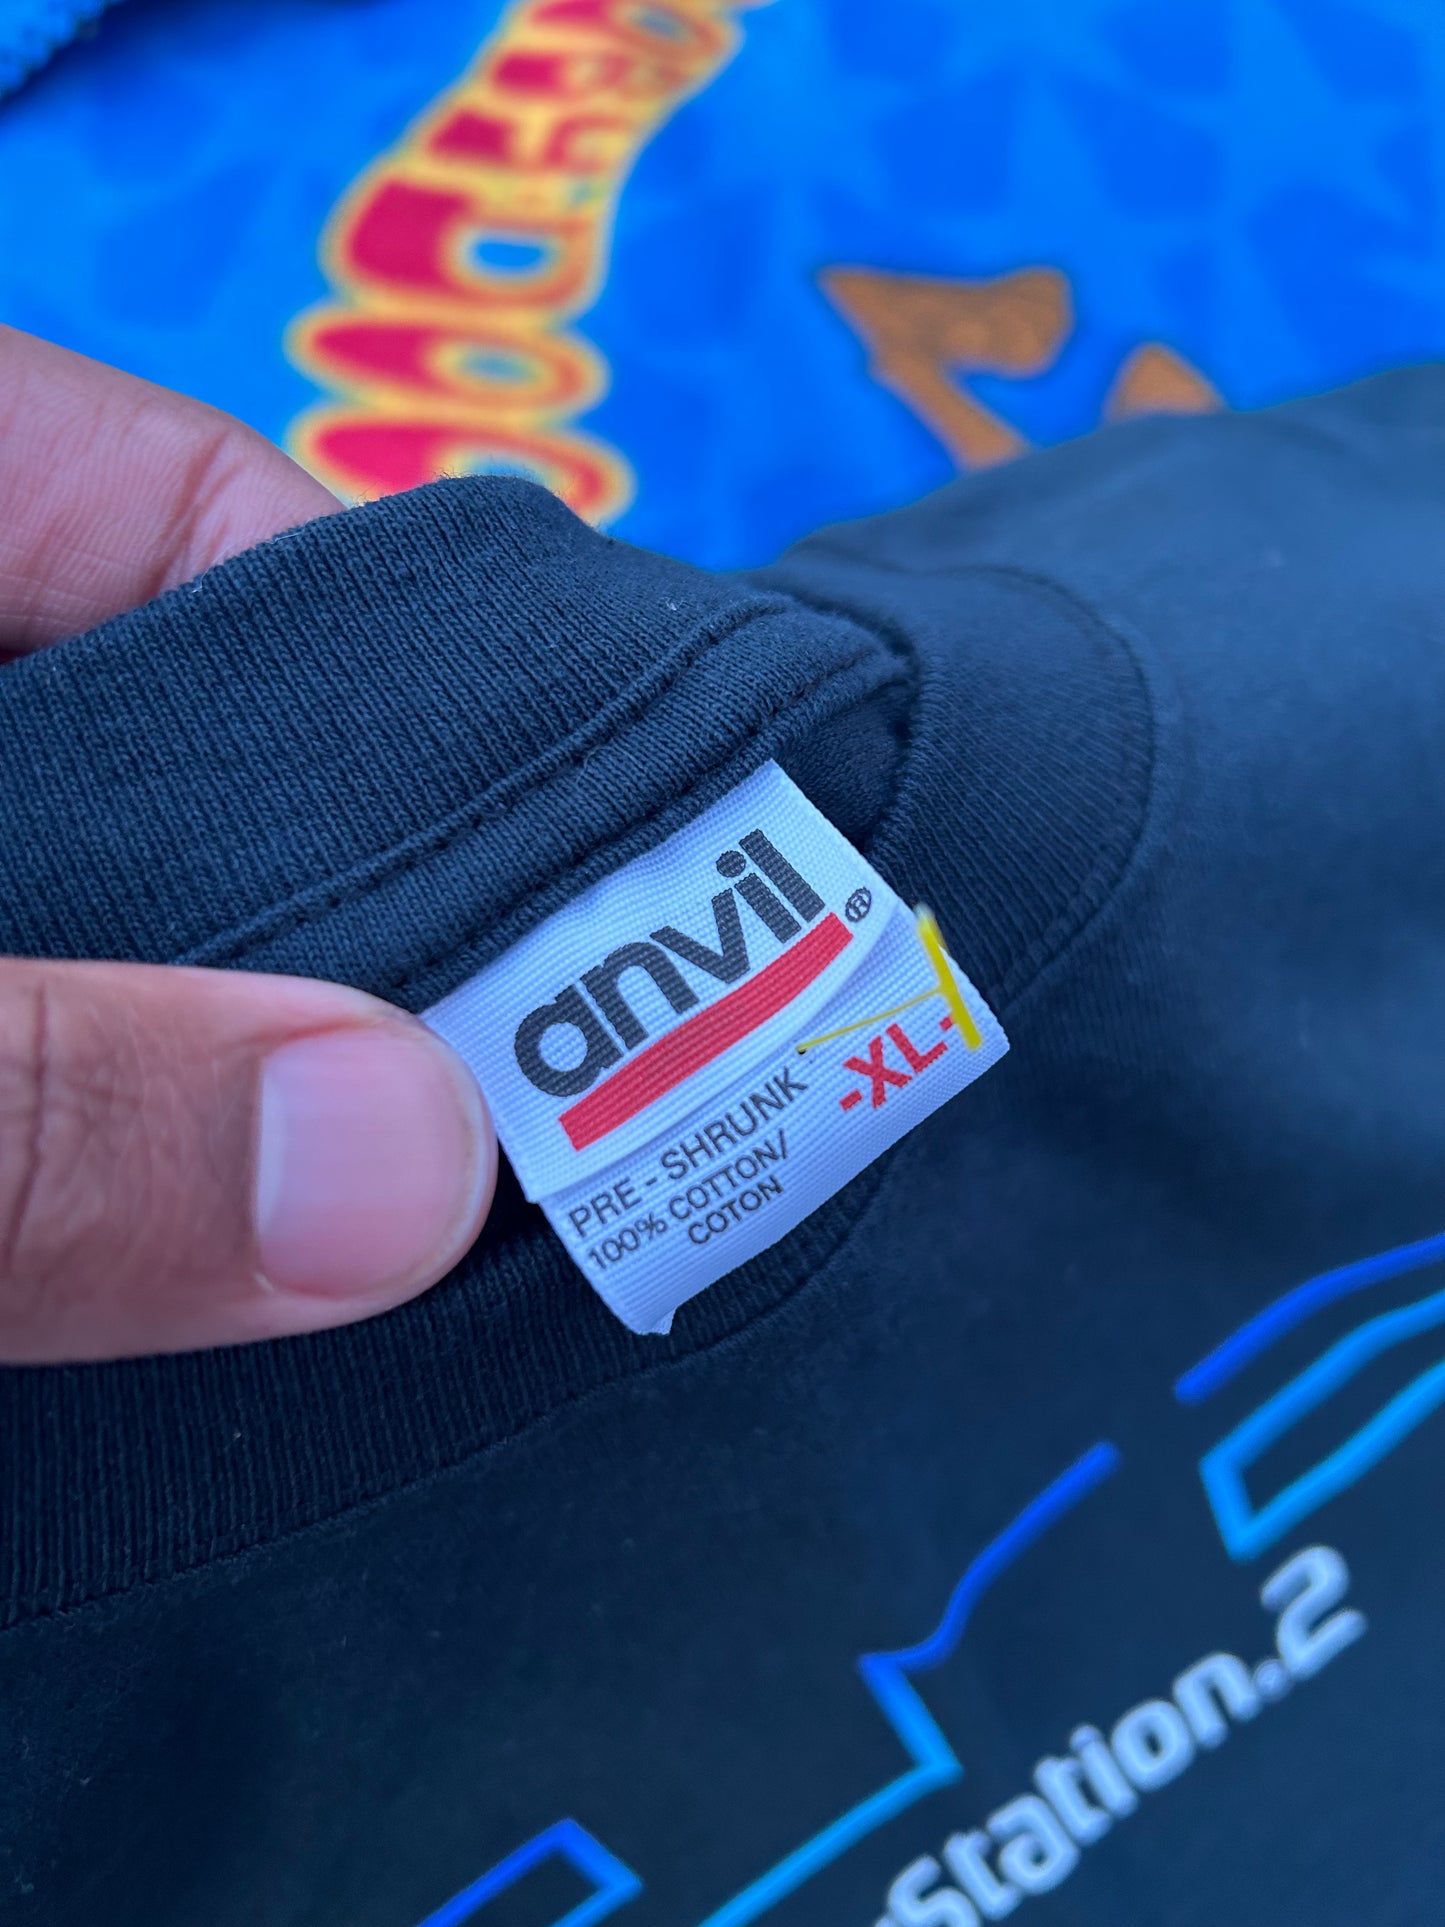 anvil®
-XL-
PRE-SHRUNK
100% COTTON/
COTON
Station.2